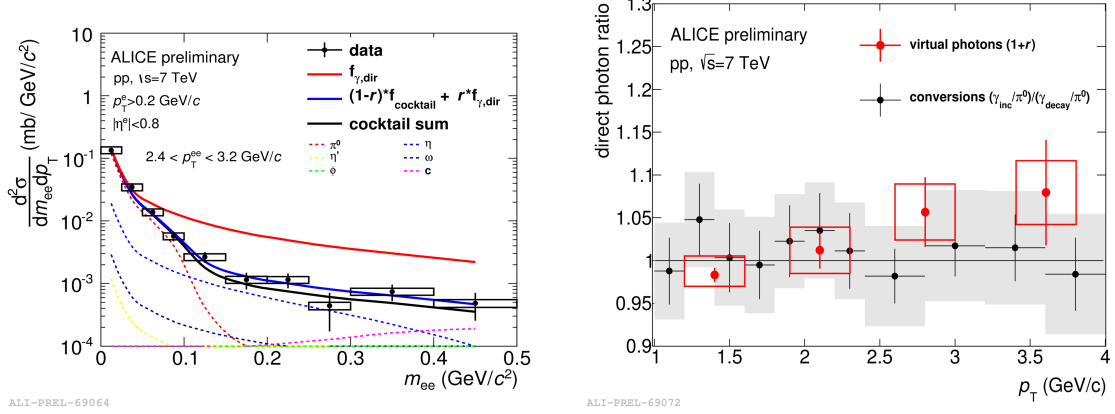 10
1
10⁻¹
10⁻²
10⁻³
10⁻⁴
d²σ/dm_ee dp_T (mb/ GeV/c²)
ALICE preliminary
pp, √s=7 TeV
p_T^e>0.2 GeV/c
|η^e|<0.8
2.4 < p_T^ee < 3.2 GeV/c
data
f_γ,dir
(1-r)*f_cocktail + r*f_γ,dir
cocktail sum
π⁰ η
η' ω
ϕ c
0 0.1 0.2 0.3 0.4 0.5
m_ee (GeV/c²)
ALI-PREL-69064
direct photon ratio
1.3
1.25
1.2
1.15
1.1
1.05
1
0.95
0.9
ALICE preliminary
pp, √s=7 TeV
virtual photons (1+r)
conversions (γ_inc/π⁰)/(γ_decay/π⁰)
1 1.5 2 2.5 3 3.5 4
p_T (GeV/c)
ALI-PREL-69072